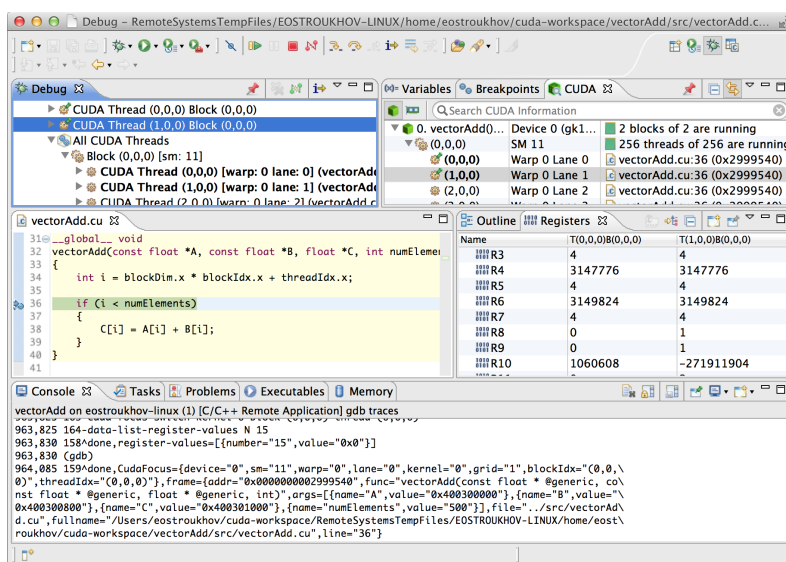 Debug – RemoteSystemsTempFiles/EOSTROUKHOV-LINUX/home/eostroukhov/cuda-workspace/vectorAdd/src/vectorAdd.c...
Debug
CUDA Thread (0,0,0) Block (0,0,0)
CUDA Thread (1,0,0) Block (0,0,0)
All CUDA Threads
Block (0,0,0) [sm: 11]
CUDA Thread (0,0,0) [warp: 0 lane: 0] (vectorAdd
CUDA Thread (1,0,0) [warp: 0 lane: 1] (vectorAdd
CUDA Thread (2,0,0) [warp: 0 lane: 2] (vectorAdd.c
Variables Breakpoints CUDA
Search CUDA Information
0. vectorAdd()... Device 0 (gk1... 2 blocks of 2 are running
(0,0,0) SM 11 256 threads of 256 are running
(0,0,0) Warp 0 Lane 0 vectorAdd.cu:36 (0x2999540)
(1,0,0) Warp 0 Lane 1 vectorAdd.cu:36 (0x2999540)
(2,0,0) Warp 0 Lane 2 vectorAdd.cu:36 (0x2999540)
vectorAdd.cu
31 __global__ void
32 vectorAdd(const float *A, const float *B, float *C, int numElemen
33 {
34 int i = blockDim.x * blockIdx.x + threadIdx.x;
35
36 if (i < numElements)
37 {
38 C[i] = A[i] + B[i];
39 }
40 }
41
Outline Registers
Name T(0,0,0)B(0,0,0) T(1,0,0)B(0,0,0)
R3 4 4
R4 3147776 3147776
R5 4 4
R6 3149824 3149824
R7 4 4
R8 0 1
R9 0 1
R10 1060608 -271911904
Console Tasks Problems Executables Memory
vectorAdd on eostroukhov-linux (1) [C/C++ Remote Application] gdb traces
963,825 164-data-list-register-values N 15
963,830 158^done,register-values=[{number="15",value="0x0"}]
963,830 (gdb)
964,085 159^done,CudaFocus={device="0",sm="11",warp="0",lane="0",kernel="0",grid="1",blockIdx="(0,0,\
0)",threadIdx="(0,0,0)"},frame={addr="0x0000000002999540",func="vectorAdd(const float * @generic, co\
nst float * @generic, float * @generic, int)",args=[{name="A",value="0x400300000"},{name="B",value="\
0x400300800"},{name="C",value="0x400301000"},{name="numElements",value="500"}],file="../src/vectorAd\
d.cu",fullname="/Users/eostroukhov/cuda-workspace/RemoteSystemsTempFiles/EOSTROUKHOV-LINUX/home/eost\
roukhov/cuda-workspace/vectorAdd/src/vectorAdd.cu",line="36"}